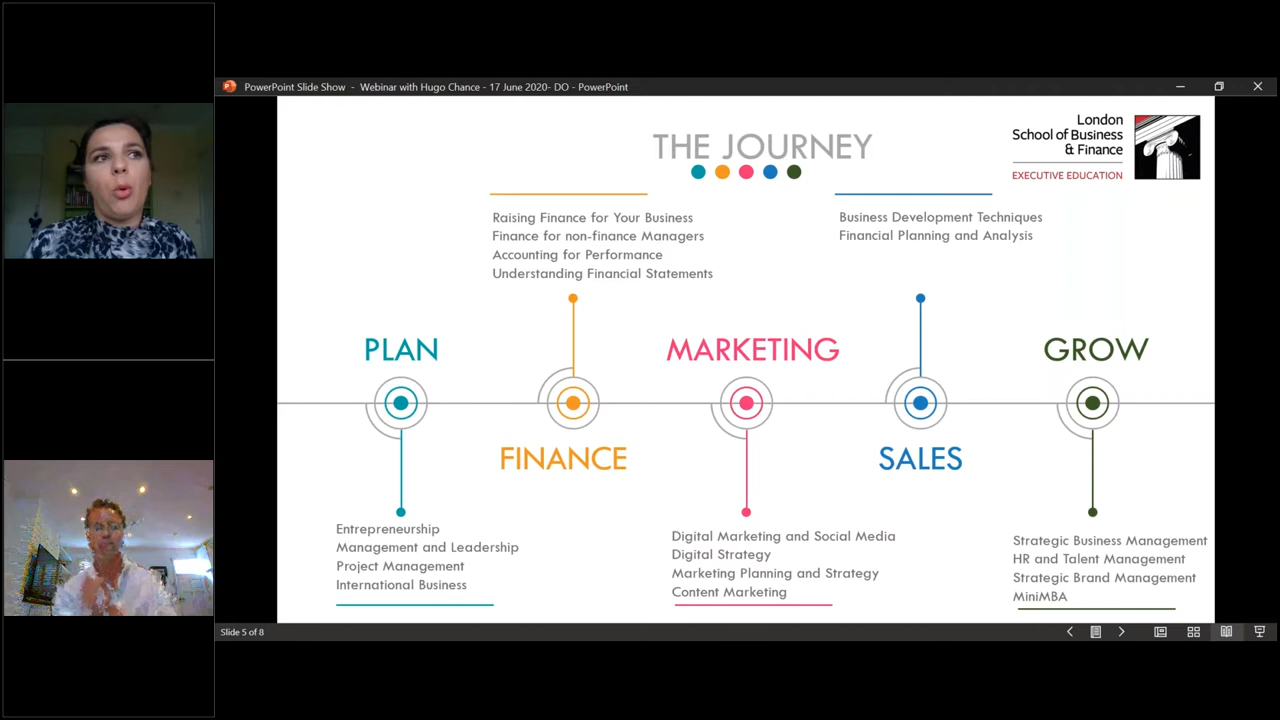 PowerPoint Slide Show - Webinar with Hugo Chance - 17 June 2020- DO - PowerPoint
THE JOURNEY
London
School of Business
& Finance
EXECUTIVE EDUCATION
Raising Finance for Your Business
Finance for non-finance Managers
Accounting for Performance
Understanding Financial Statements
Business Development Techniques
Financial Planning and Analysis
PLAN
MARKETING
GROW
FINANCE
SALES
Entrepreneurship
Management and Leadership
Project Management
International Business
Digital Marketing and Social Media
Digital Strategy
Marketing Planning and Strategy
Content Marketing
Strategic Business Management
HR and Talent Management
Strategic Brand Management
MiniMBA
Slide 5 of 8